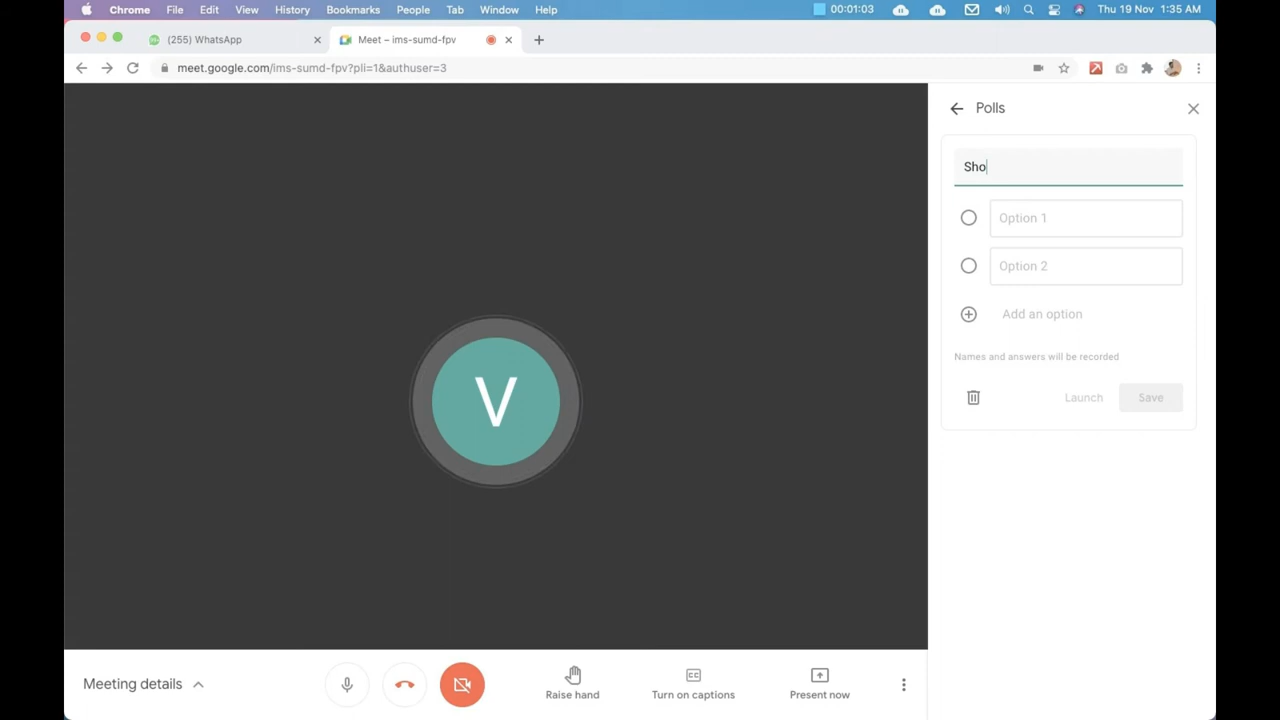 Chrome File Edit View History Bookmarks People Tab Window Help 00:01:03 Thu 19 Nov 1:35 AM
(255) WhatsApp Meet – ims-sumd-fpv
meet.google.com/ims-sumd-fpv?pli=1&authuser=3
Polls
Sho
Option 1
Option 2
Add an option
Names and answers will be recorded
Launch Save
V
Meeting details
CC
Raise hand Turn on captions Present now